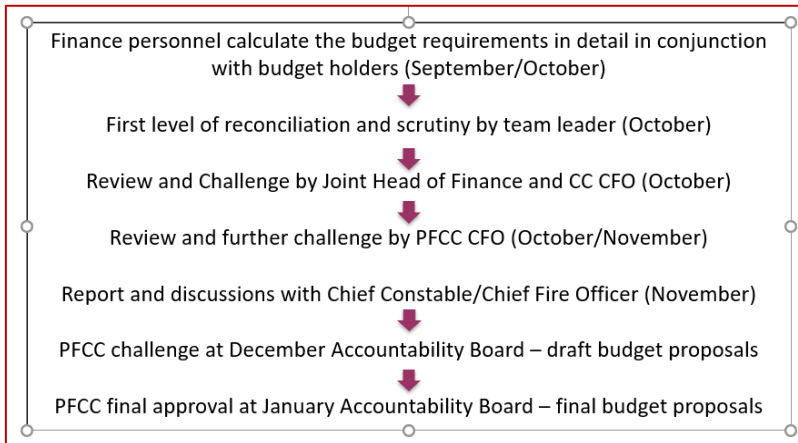 Finance personnel calculate the budget requirements in detail in conjunction
with budget holders (September/October)
First level of reconciliation and scrutiny by team leader (October)
Review and Challenge by Joint Head of Finance and CC CFO (October)
Review and further challenge by PFCC CFO (October/November)
Report and discussions with Chief Constable/Chief Fire Officer (November)
PFCC challenge at December Accountability Board – draft budget proposals
PFCC final approval at January Accountability Board – final budget proposals